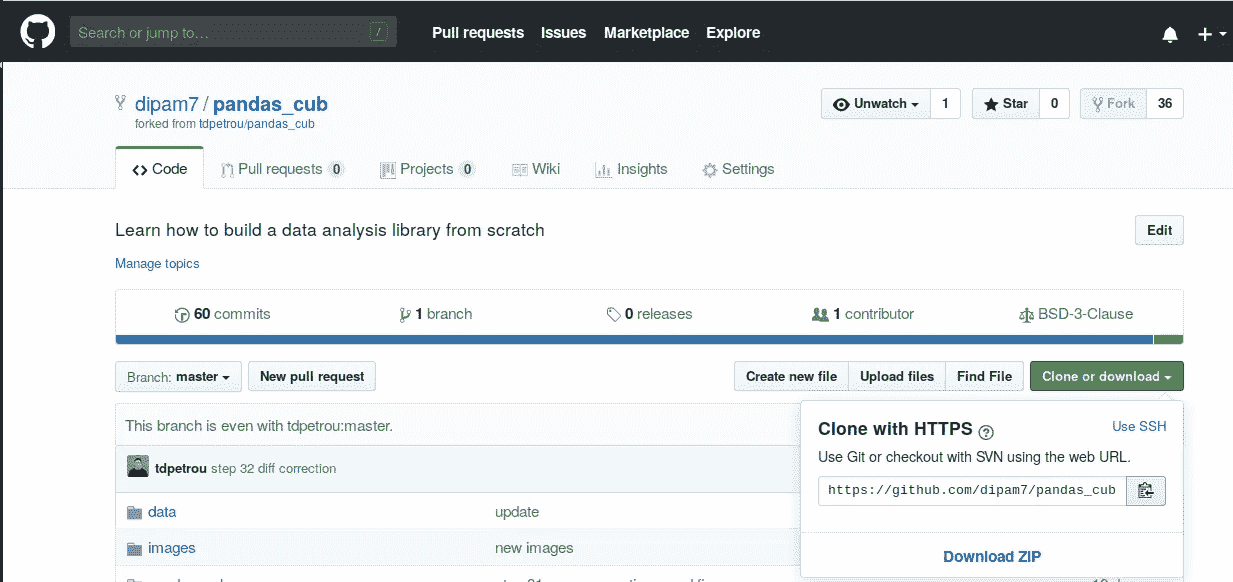 Search or jump to…
/
Pull requests Issues Marketplace Explore
dipam7 / pandas_cub
forked from tdpetrou/pandas_cub
Unwatch 1 Star 0 Fork 36
Code Pull requests 0 Projects 0 Wiki Insights Settings
Learn how to build a data analysis library from scratch
Edit
Manage topics
60 commits 1 branch 0 releases 1 contributor BSD-3-Clause
Branch: master New pull request Create new file Upload files Find File Clone or download
This branch is even with tdpetrou:master.
tdpetrou step 32 diff correction
data update
images new images
Clone with HTTPS ?
Use SSH
Use Git or checkout with SVN using the web URL.
https://github.com/dipam7/pandas_cub
Download ZIP